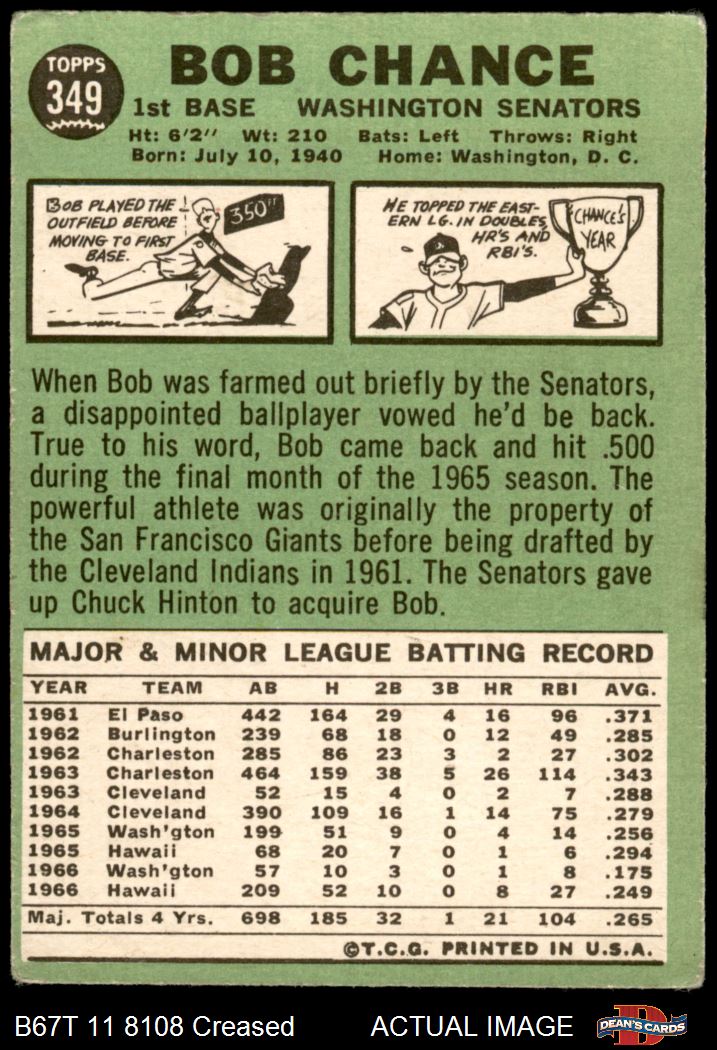 TOPPS
349
BOB CHANCE
1st BASE WASHINGTON SENATORS
Ht: 6'2" Wt: 210 Bats: Left Throws: Right
Born: July 10, 1940 Home: Washington, D. C.
BOB PLAYED THE
OUTFIELD BEFORE
MOVING TO FIRST
BASE.
350"
HE TOPPED THE EAST-
ERN LG. IN DOUBLES,
HR'S AND
RBI'S.
CHANCE'S
YEAR
When Bob was farmed out briefly by the Senators,
a disappointed ballplayer vowed he'd be back.
True to his word, Bob came back and hit .500
during the final month of the 1965 season. The
powerful athlete was originally the property of
the San Francisco Giants before being drafted by
the Cleveland Indians in 1961. The Senators gave
up Chuck Hinton to acquire Bob.
MAJOR & MINOR LEAGUE BATTING RECORD
YEAR TEAM AB H 2B 3B HR RBI AVG.
1961 El Paso 442 164 29 4 16 96 .371
1962 Burlington 239 68 18 0 12 49 .285
1962 Charleston 285 86 23 3 2 27 .302
1963 Charleston 464 159 38 5 26 114 .343
1963 Cleveland 52 15 4 0 2 7 .288
1964 Cleveland 390 109 16 1 14 75 .279
1965 Wash'gton 199 51 9 0 4 14 .256
1965 Hawaii 68 20 7 0 1 6 .294
1966 Wash'gton 57 10 3 0 1 8 .175
1966 Hawaii 209 52 10 0 8 27 .249
Maj. Totals 4 Yrs. 698 185 32 1 21 104 .265
©T.C.G. PRINTED IN U.S.A.
B67T 11 8108 Creased ACTUAL IMAGE
DEAN'S CARDS